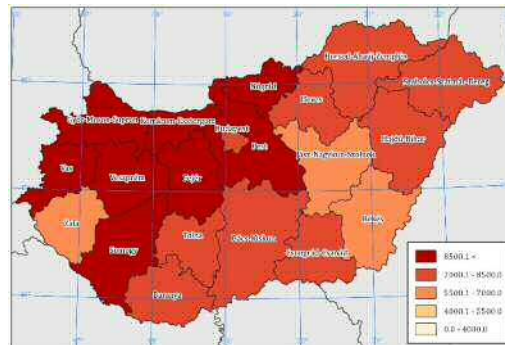 Borsod-Abaúj-Zemplén
Szabolcs-Szatmár-Bereg
Nógrád
Heves
Győr-Moson-Sopron
Komárom-Esztergom
Budapest
Hajdú-Bihar
Pest
Jász-Nagykun-Szolnok
Vas
Veszprém
Fejér
Zala
Békés
Tolna
Bács-Kiskun
Somogy
Csongrád-Csanád
Baranya
8500.1 <
7000.1 - 8500.0
5500.1 - 7000.0
4000.1 - 5500.0
0.0 - 4000.0